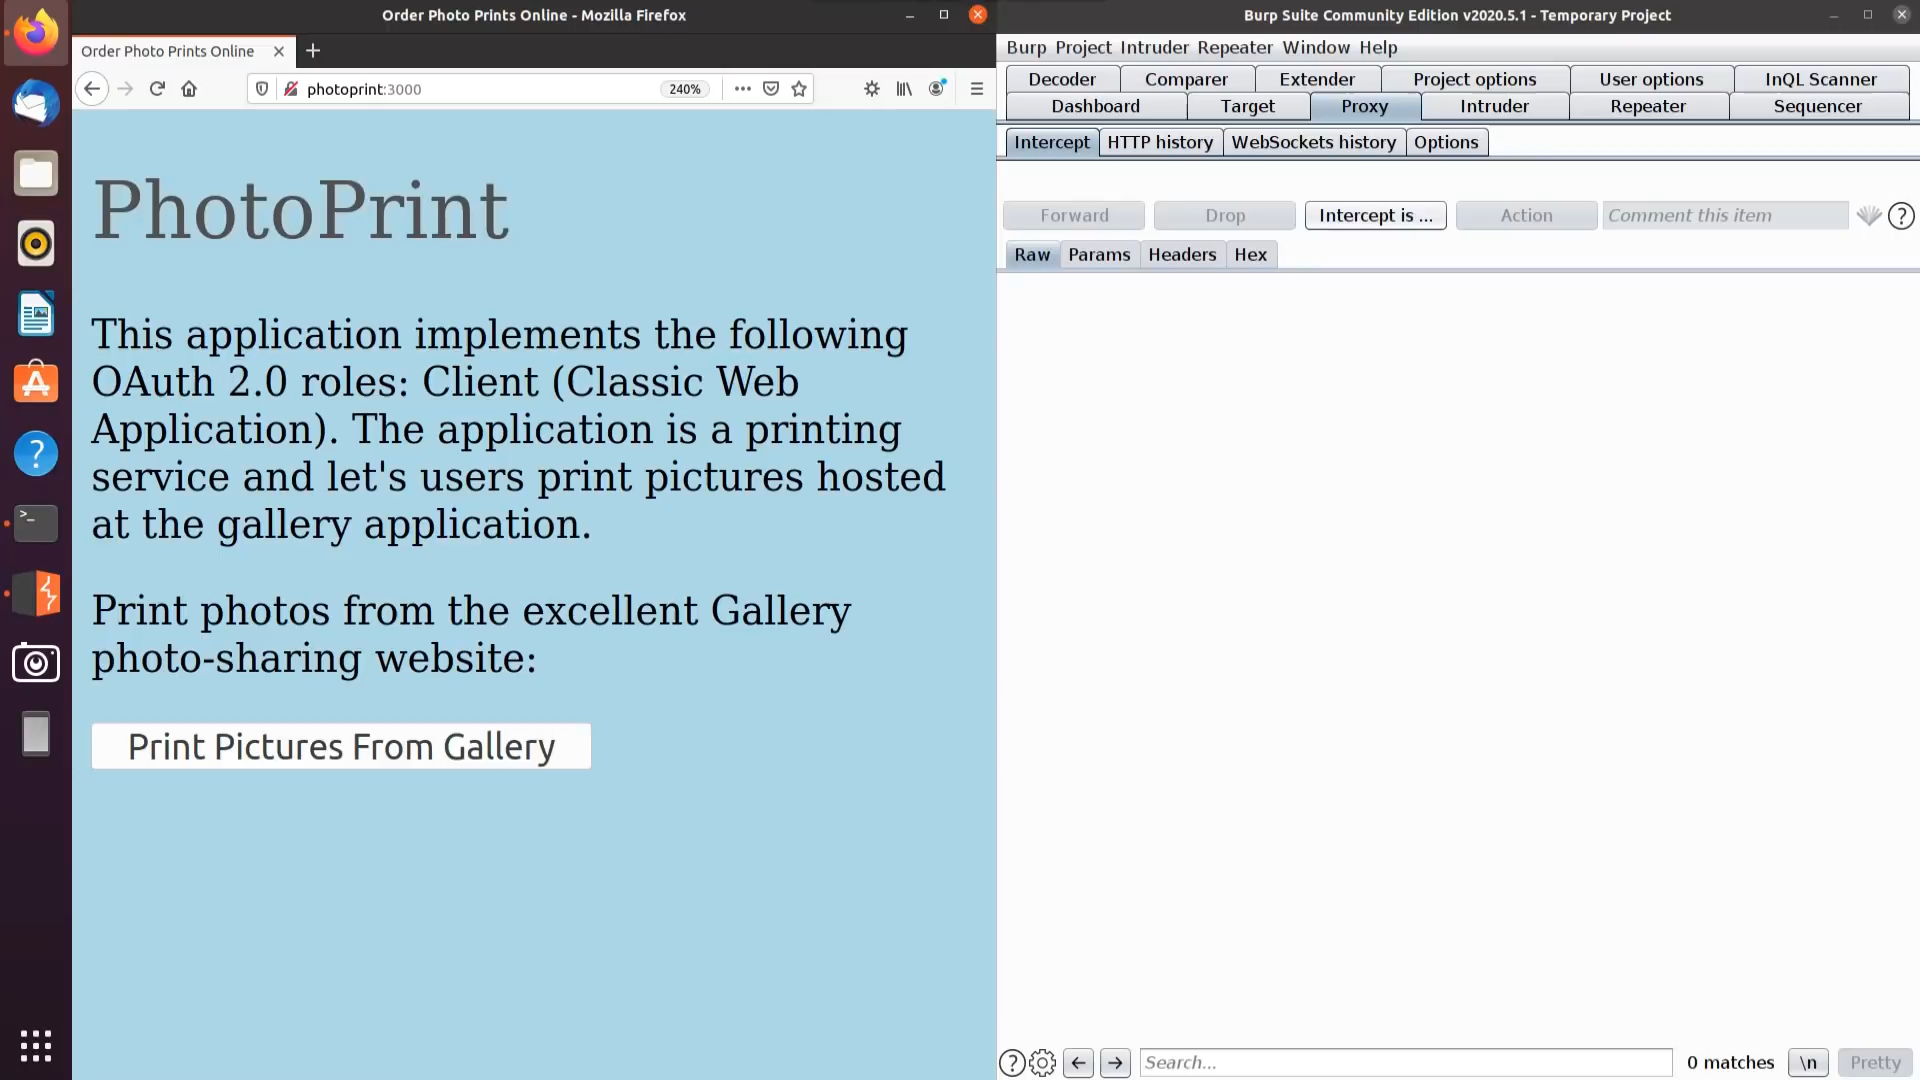 Order Photo Prints Online - Mozilla Firefox
Order Photo Prints Online
photoprint:3000
240%
PhotoPrint
This application implements the following
OAuth 2.0 roles: Client (Classic Web
Application). The application is a printing
service and let's users print pictures hosted
at the gallery application.
Print photos from the excellent Gallery
photo-sharing website:
Print Pictures From Gallery
Burp Suite Community Edition v2020.5.1 - Temporary Project
Burp Project Intruder Repeater Window Help
Decoder Comparer Extender Project options User options InQL Scanner
Dashboard Target Proxy Intruder Repeater Sequencer
Intercept HTTP history WebSockets history Options
Forward Drop Intercept is ... Action Comment this item ?
Raw Params Headers Hex
? Search... 0 matches \n Pretty